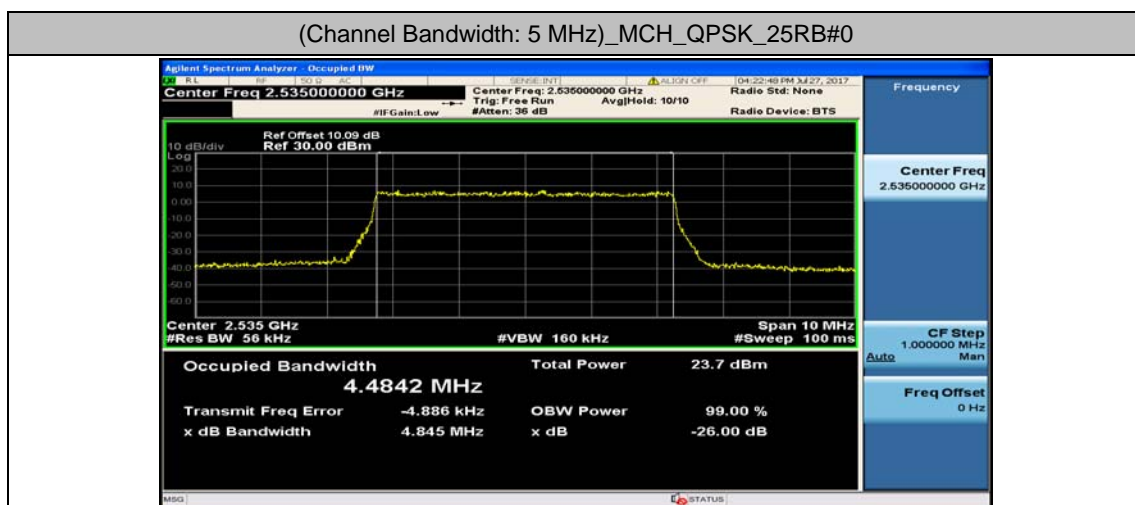 (Channel Bandwidth: 5 MHz)_MCH_QPSK_25RB#0
Agilent Spectrum Analyzer - Occupied BW
RL RF 50 Ω AC SENSE:INT ALIGN OFF 04:22:48 PM Jul 27, 2017
Center Freq 2.535000000 GHz
Center Freq: 2.535000000 GHz
Radio Std: None
Trig: Free Run Avg|Hold: 10/10
#IFGain:Low #Atten: 36 dB Radio Device: BTS
Frequency
Ref Offset 10.09 dB
10 dB/div Ref 30.00 dBm
Log
20.0
10.0
0.00
-10.0
-20.0
-30.0
-40.0
-50.0
-60.0
Center 2.535 GHz Span 10 MHz
#Res BW 56 kHz #VBW 160 kHz #Sweep 100 ms
Center Freq
2.535000000 GHz
CF Step
1.000000 MHz
Auto Man
Freq Offset
0 Hz
Occupied Bandwidth Total Power 23.7 dBm
4.4842 MHz
Transmit Freq Error -4.886 kHz OBW Power 99.00 %
x dB Bandwidth 4.845 MHz x dB -26.00 dB
MSG STATUS